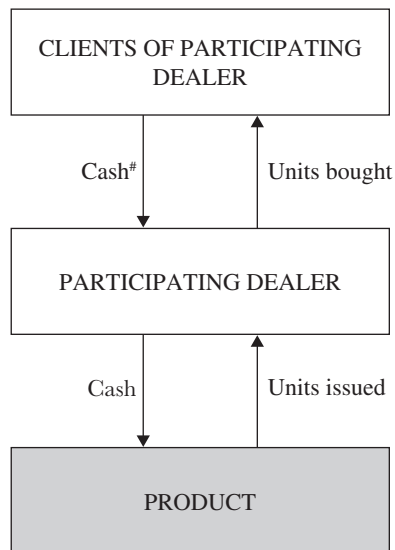 CLIENTS OF PARTICIPATING
DEALER
Cash#
Units bought
PARTICIPATING DEALER
Cash
Units issued
PRODUCT